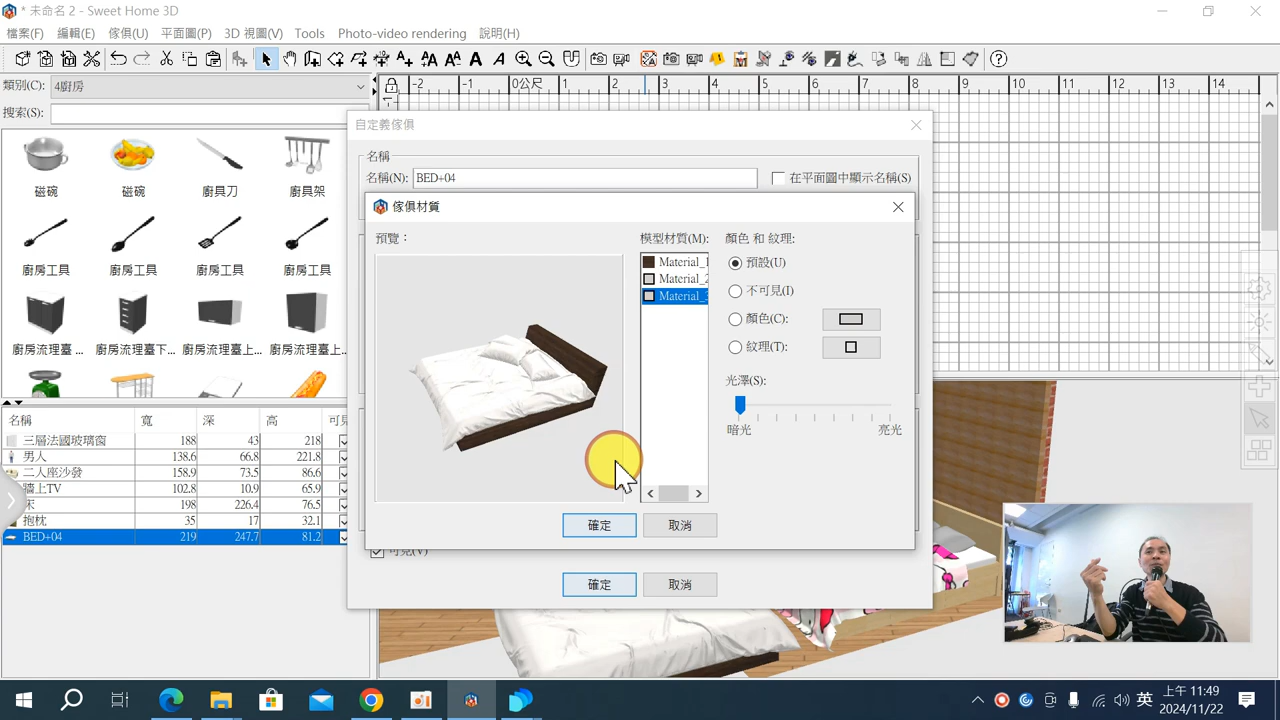 * 未命名 2 - Sweet Home 3D
檔案(F) 編輯(E) 傢俱(U) 平面圖(P) 3D 視圖(V) Tools Photo-video rendering 說明(H)
類別(C): 4廚房
搜索(S):
-2 -1 0公尺 1 2 3 4 5 6 7 8 9 10 11 12 13 14
磁碗 磁碗 廚具刀 廚具架
廚房工具 廚房工具 廚房工具 廚房工具
廚房流理臺 ... 廚房流理臺下... 廚房流理臺上... 廚房流理臺上...
名稱 寬 深 高 可見
三層法國玻璃窗 188 43 218
男人 138.6 66.8 221.8
二人座沙發 158.9 73.5 86.6
牆上TV 102.8 10.9 65.9
床 198 226.4 76.5
抱枕 35 17 32.1
BED+04 219 247.7 81.2
自定義傢俱
名稱
名稱(N): BED+04 在平面圖中顯示名稱(S)
傢俱材質
預覽：
模型材質(M):
Material_1
Material_2
Material_3
顏色 和 紋理:
預設(U)
不可見(I)
顏色(C):
紋理(T):
光澤(S):
暗光 亮光
確定 取消
可見(V)
確定 取消
英
上午 11:49
2024/11/22